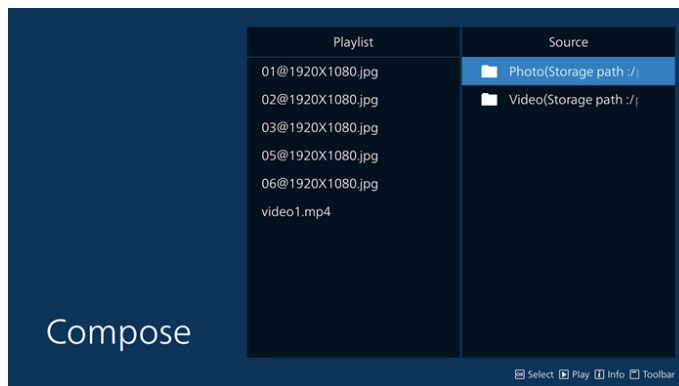 Playlist
Source
01@1920X1080.jpg
Photo(Storage path :/
02@1920X1080.jpg
Video(Storage path :/
03@1920X1080.jpg
05@1920X1080.jpg
06@1920X1080.jpg
video1.mp4
Compose
OK Select Play i Info Toolbar